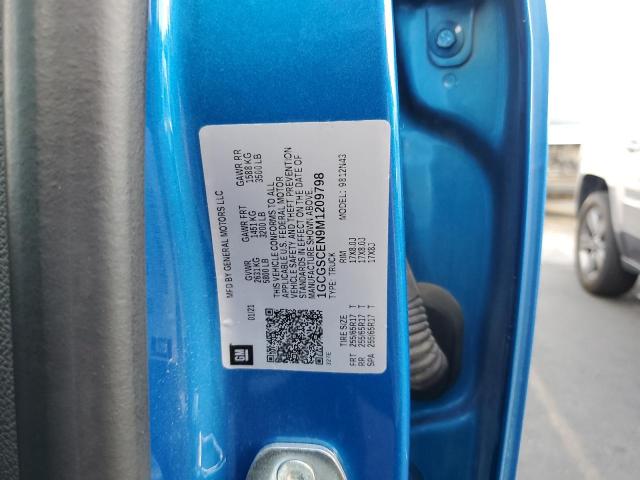 GM
MFD BY GENERAL MOTORS LLC
01/21
GVWR
2631 KG
5800 LB
GAWR FRT
1451 KG
3200 LB
GAWR RR
1588 KG
3500 LB
THIS VEHICLE CONFORMS TO ALL
APPLICABLE U.S. FEDERAL MOTOR
VEHICLE SAFETY AND THEFT PREVENTION
STANDARDS IN EFFECT ON THE DATE OF
MANUFACTURE SHOWN ABOVE.
1GCGSCEN9M1209798
TYPE: TRUCK
MODEL: 9812N43
TIRE SIZE RIM
FRT 255/65R17 T 17X8.0J
RR 255/65R17 T 17X8.0J
SPA 255/65R17 T 17X8J